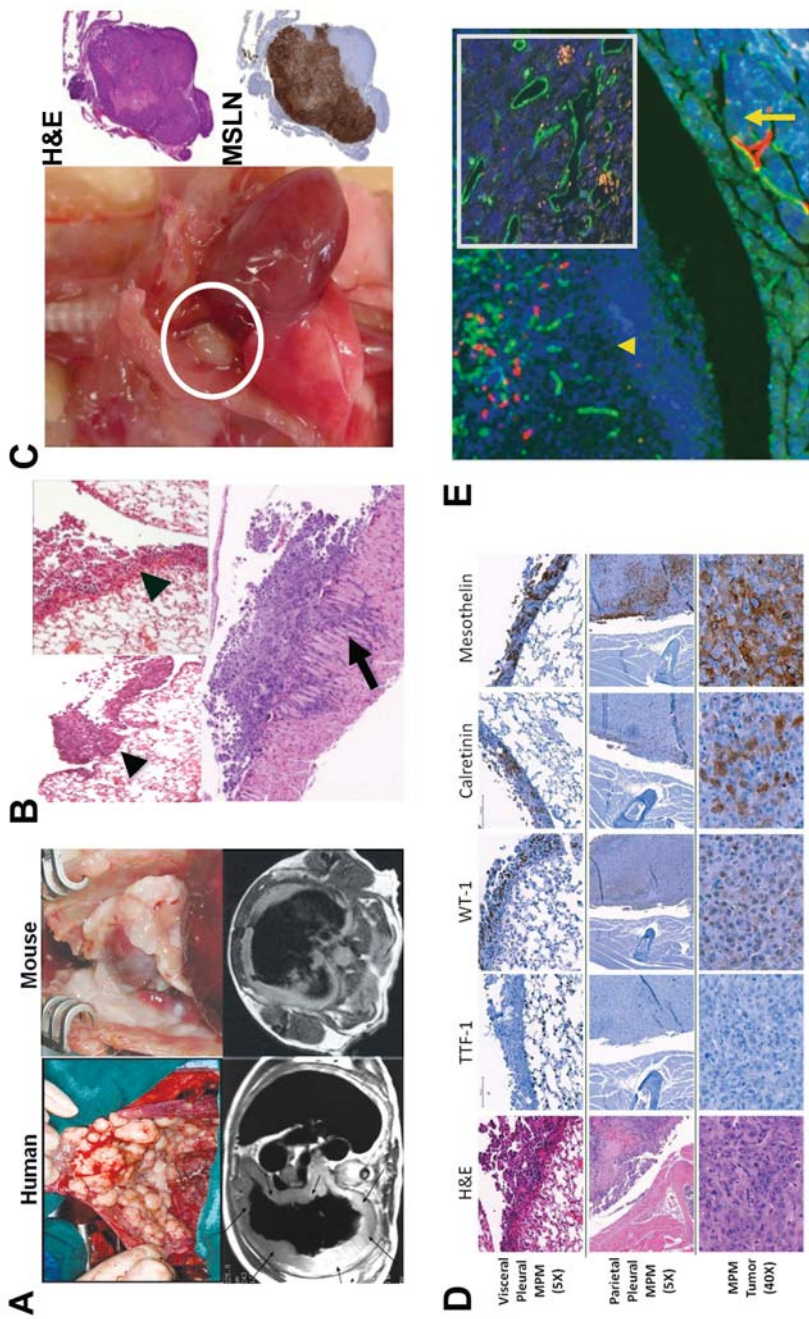 A
Human
Mouse
B
C
H&E
MSLN
D
H&E
TTF-1
WT-1
Calretinin
Mesothelin
Visceral
Pleural
MPM
(5X)
Parietal
Pleural
MPM
(5X)
MPM
Tumor
(40X)
E